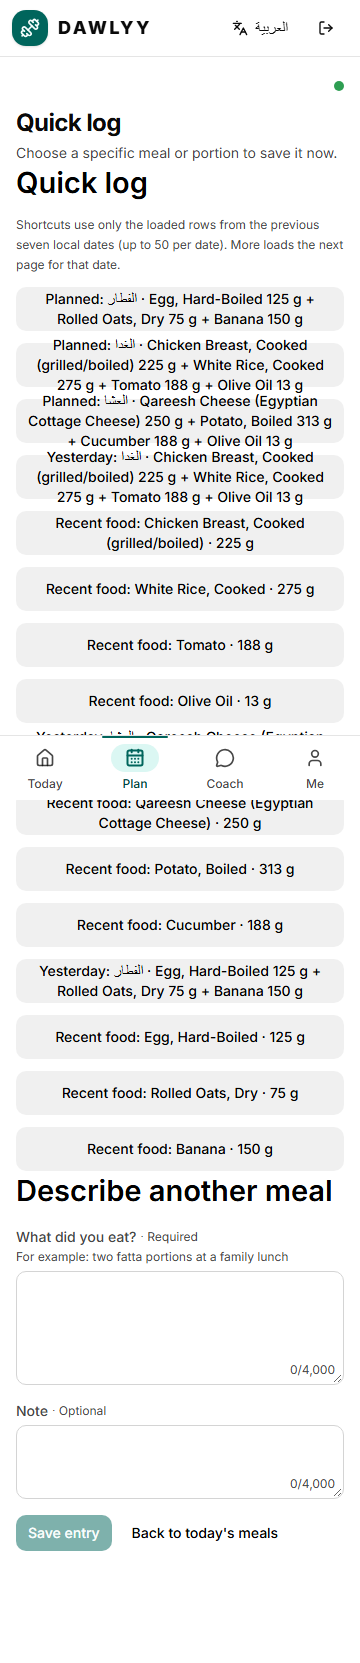 DAWLYY
العربية
Quick log
Choose a specific meal or portion to save it now.
Quick log
Shortcuts use only the loaded rows from the previous
seven local dates (up to 50 per date). More loads the next
page for that date.
Planned: الفطار · Egg, Hard-Boiled 125 g +
Rolled Oats, Dry 75 g + Banana 150 g
Planned: الغدا · Chicken Breast, Cooked
(grilled/boiled) 225 g + White Rice, Cooked
275 g + Tomato 188 g + Olive Oil 13 g
Planned: العشا · Qareesh Cheese (Egyptian
Cottage Cheese) 250 g + Potato, Boiled 313 g
+ Cucumber 188 g + Olive Oil 13 g
Yesterday: الغدا · Chicken Breast, Cooked
(grilled/boiled) 225 g + White Rice, Cooked
275 g + Tomato 188 g + Olive Oil 13 g
Recent food: Chicken Breast, Cooked
(grilled/boiled) · 225 g
Recent food: White Rice, Cooked · 275 g
Recent food: Tomato · 188 g
Recent food: Olive Oil · 13 g
Yesterday: العشا · Qareesh Cheese (Egyptian
Today
Plan
Coach
Me
Recent food: Qareesh Cheese (Egyptian
Cottage Cheese) · 250 g
Recent food: Potato, Boiled · 313 g
Recent food: Cucumber · 188 g
Yesterday: الفطار · Egg, Hard-Boiled 125 g +
Rolled Oats, Dry 75 g + Banana 150 g
Recent food: Egg, Hard-Boiled · 125 g
Recent food: Rolled Oats, Dry · 75 g
Recent food: Banana · 150 g
Describe another meal
What did you eat? · Required
For example: two fatta portions at a family lunch
0/4,000
Note · Optional
0/4,000
Save entry
Back to today's meals